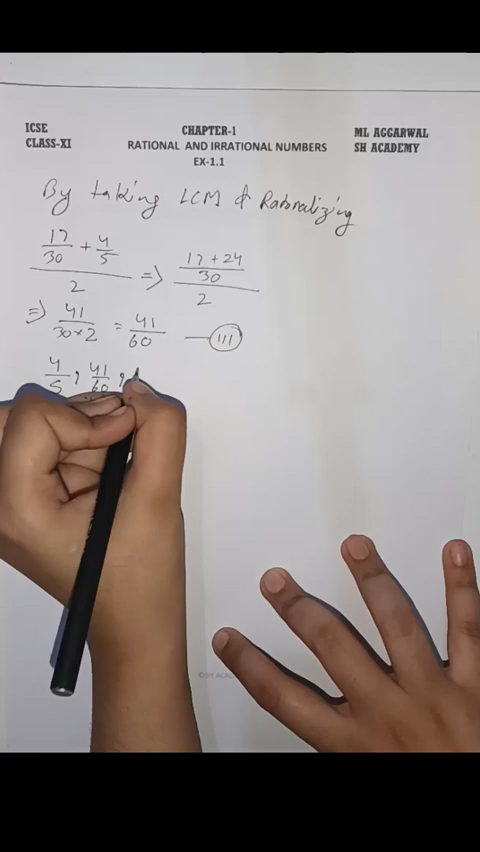 ICSE
CLASS-XI
CHAPTER-1
RATIONAL AND IRRATIONAL NUMBERS
EX-1.1
ML AGGARWAL
SH ACADEMY
By taking LCM & Rationalizing
(17/30 + 4/5)/2 => ((17+24)/30)/2
=> 41/(30×2) = 41/60 — (111)
4/5, 41/60,